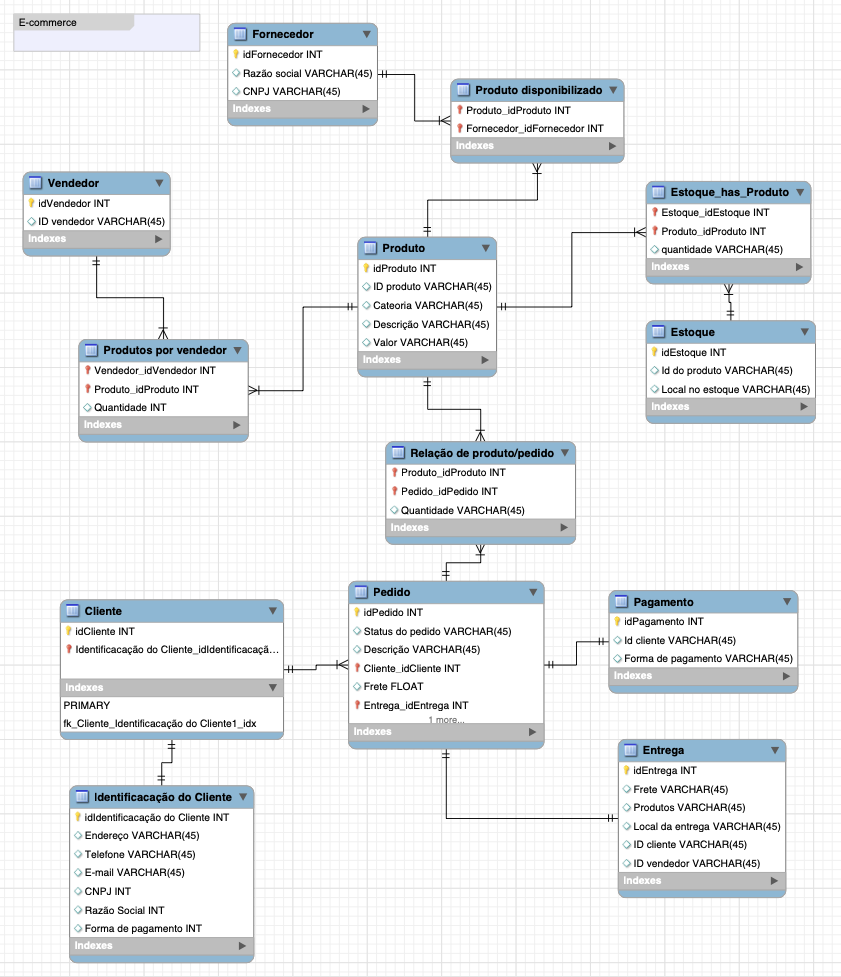 E-commerce
Fornecedor
idFornecedor INT
Razão social VARCHAR(45)
CNPJ VARCHAR(45)
Indexes
Produto disponibilizado
Produto_idProduto INT
Fornecedor_idFornecedor INT
Indexes
Vendedor
idVendedor INT
ID vendedor VARCHAR(45)
Indexes
Estoque_has_Produto
Estoque_idEstoque INT
Produto_idProduto INT
quantidade VARCHAR(45)
Indexes
Produto
idProduto INT
ID produto VARCHAR(45)
Cateoria VARCHAR(45)
Descrição VARCHAR(45)
Valor VARCHAR(45)
Indexes
Estoque
idEstoque INT
Id do produto VARCHAR(45)
Local no estoque VARCHAR(45)
Indexes
Produtos por vendedor
Vendedor_idVendedor INT
Produto_idProduto INT
Quantidade INT
Indexes
Relação de produto/pedido
Produto_idProduto INT
Pedido_idPedido INT
Quantidade VARCHAR(45)
Indexes
Pedido
idPedido INT
Status do pedido VARCHAR(45)
Descrição VARCHAR(45)
Cliente_idCliente INT
Frete FLOAT
Entrega_idEntrega INT
1 more...
Indexes
Pagamento
idPagamento INT
Id cliente VARCHAR(45)
Forma de pagamento VARCHAR(45)
Indexes
Cliente
idCliente INT
Identificacação do Cliente_idIdentificacaçã...
Indexes
PRIMARY
fk_Cliente_Identificacação do Cliente1_idx
Entrega
idEntrega INT
Frete VARCHAR(45)
Produtos VARCHAR(45)
Local da entrega VARCHAR(45)
ID cliente VARCHAR(45)
ID vendedor VARCHAR(45)
Indexes
Identificacação do Cliente
idIdentificacação do Cliente INT
Endereço VARCHAR(45)
Telefone VARCHAR(45)
E-mail VARCHAR(45)
CNPJ INT
Razão Social INT
Forma de pagamento INT
Indexes